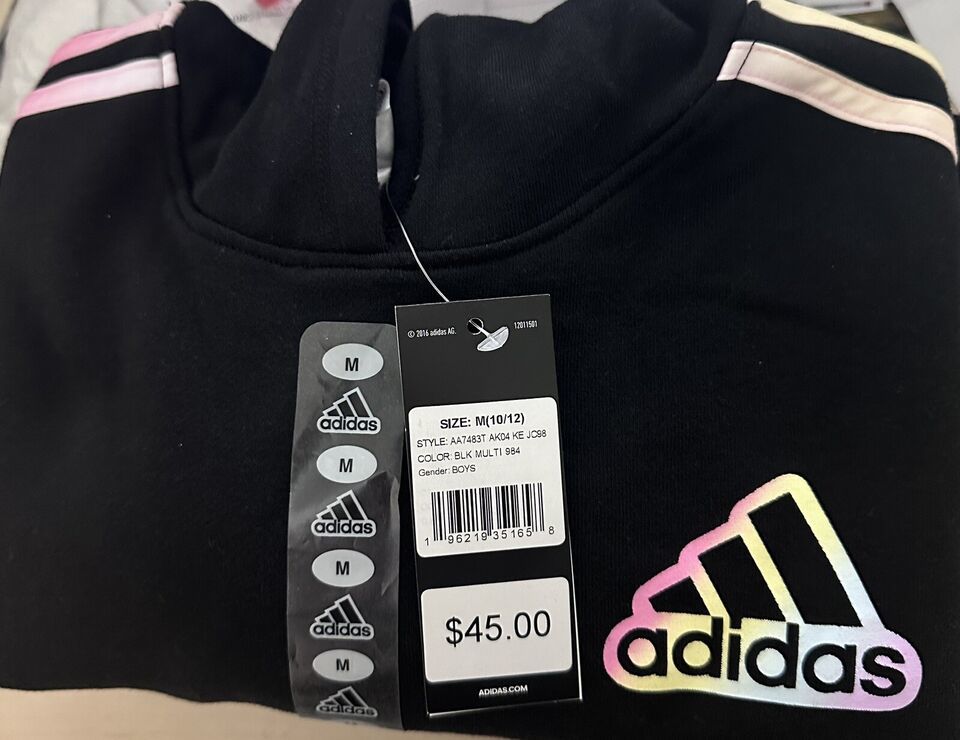 M
adidas
M
adidas
M
adidas
M
adidas
© 2016 adidas AG.
12011501
SIZE: M(10/12)
STYLE: AA7483T AK04 KE JC98
COLOR: BLK MULTI 984
Gender: BOYS
1 96219 35165 8
$45.00
ADIDAS.COM
adidas